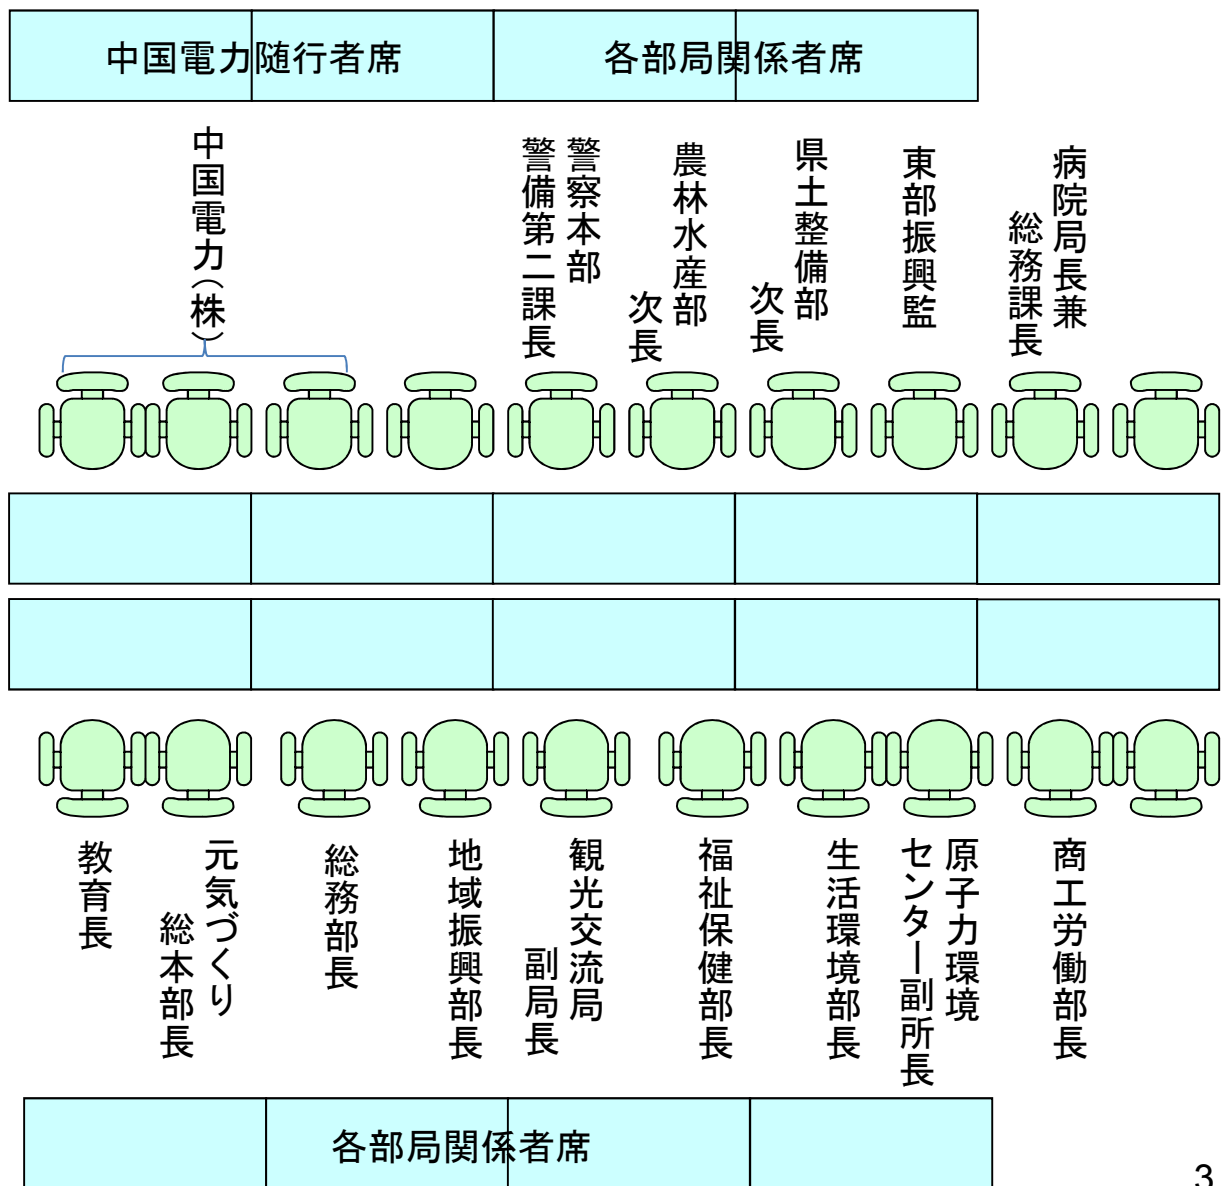 中国電力随行者席
各部局関係者席
中国電力（株）
警察本部
警備第二課長
農林水産部
次長
県土整備部
次長
東部振興監
病院局長兼
総務課長
教育長
元気づくり
総本部長
総務部長
地域振興部長
観光交流局
副局長
福祉保健部長
生活環境部長
原子力環境
センター副所長
商工労働部長
各部局関係者席
3